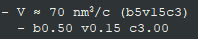 - V ≈ 70 nm³/c (b5v15c3)
- b0.50 v0.15 c3.00